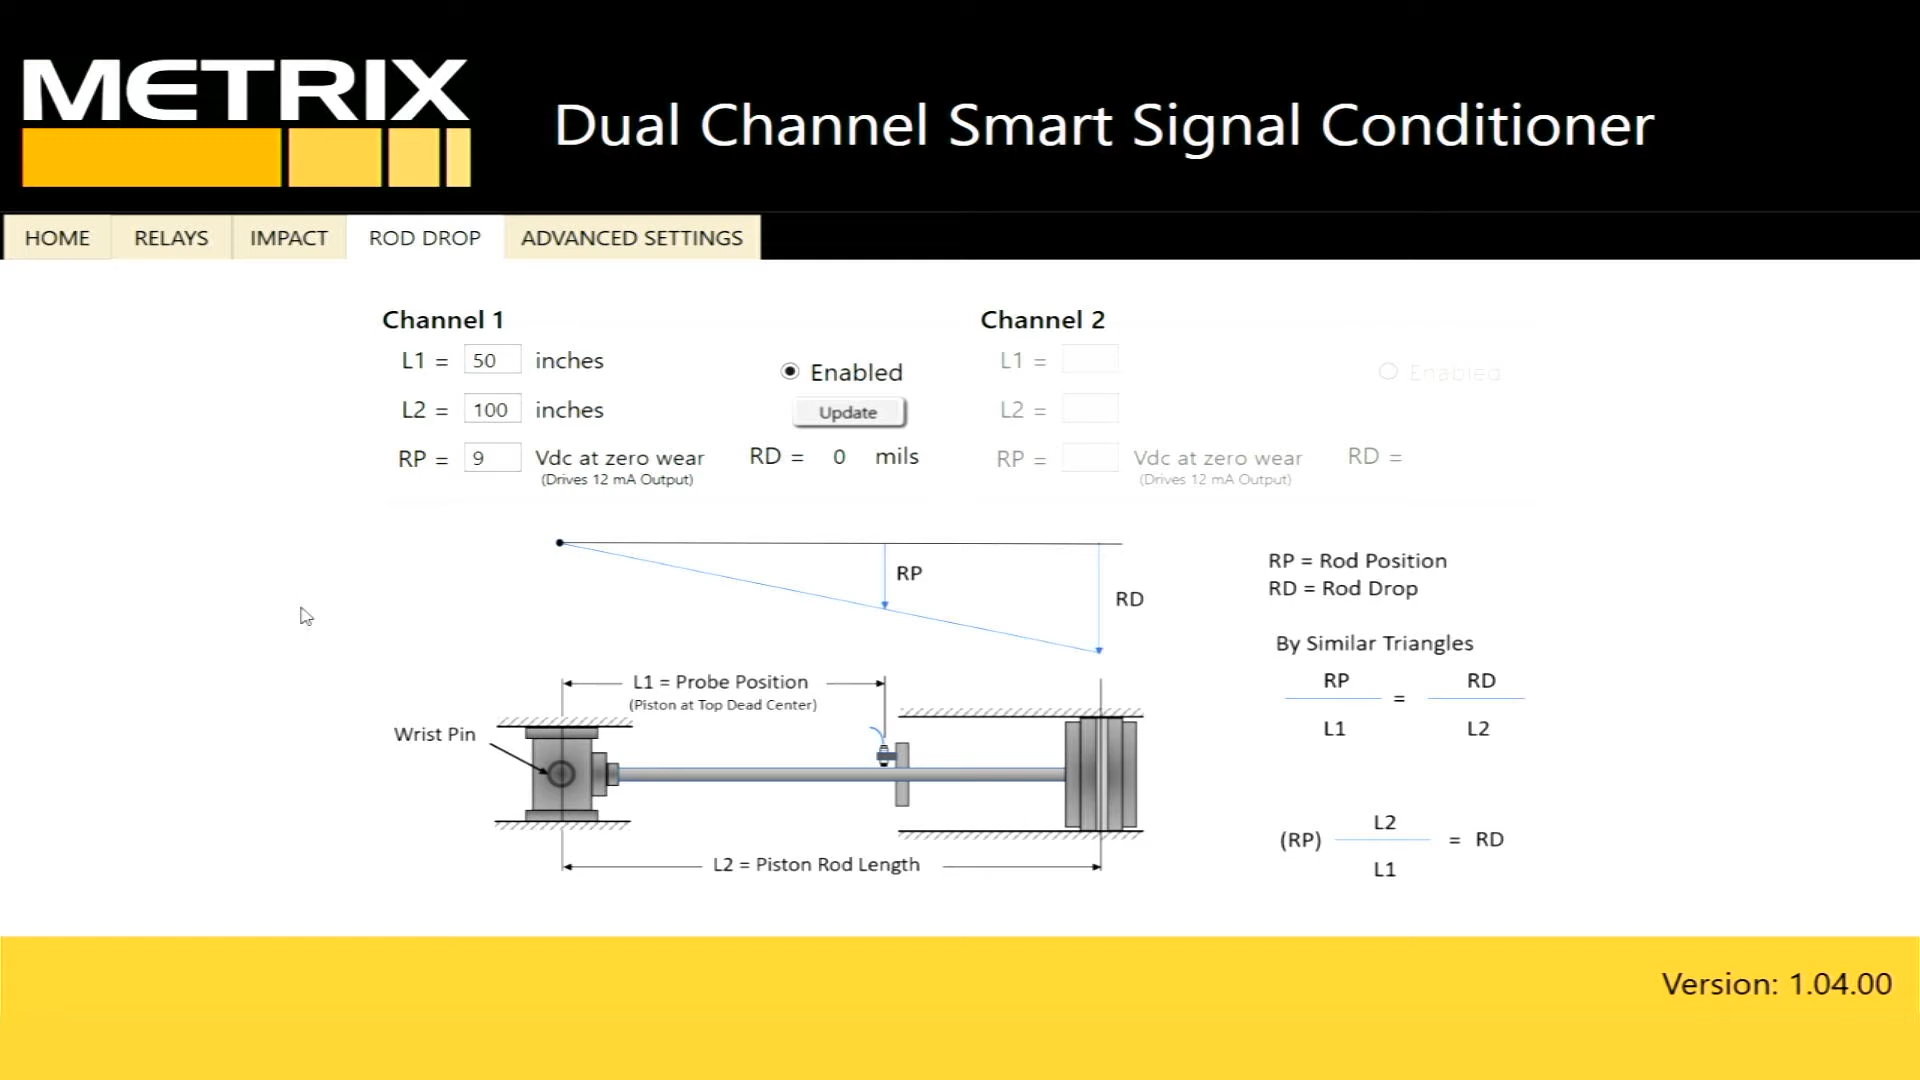 METRIX
Dual Channel Smart Signal Conditioner
HOME RELAYS IMPACT ROD DROP ADVANCED SETTINGS
Channel 1
L1 = 50 inches
Enabled
L2 = 100 inches
Update
RP = 9 Vdc at zero wear
(Drives 12 mA Output)
RD = 0 mils
Channel 2
L1 =
Enabled
L2 =
RP = Vdc at zero wear
(Drives 12 mA Output)
RD =
RP
RD
L1 = Probe Position
(Piston at Top Dead Center)
Wrist Pin
L2 = Piston Rod Length
RP = Rod Position
RD = Rod Drop
By Similar Triangles
RP RD
=
L1 L2
L2
(RP) = RD
L1
Version: 1.04.00